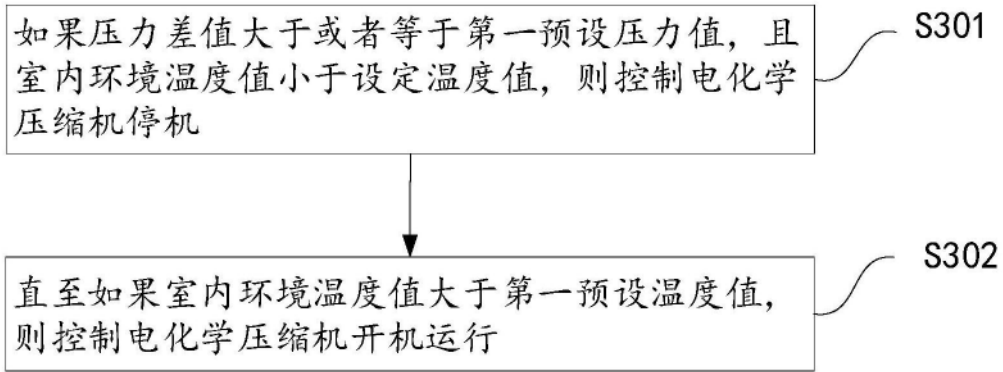 如果压力差值大于或者等于第一预设压力值，且
室内环境温度值小于设定温度值，则控制电化学
压缩机停机
S301
直至如果室内环境温度值大于第一预设温度值，
则控制电化学压缩机开机运行
S302